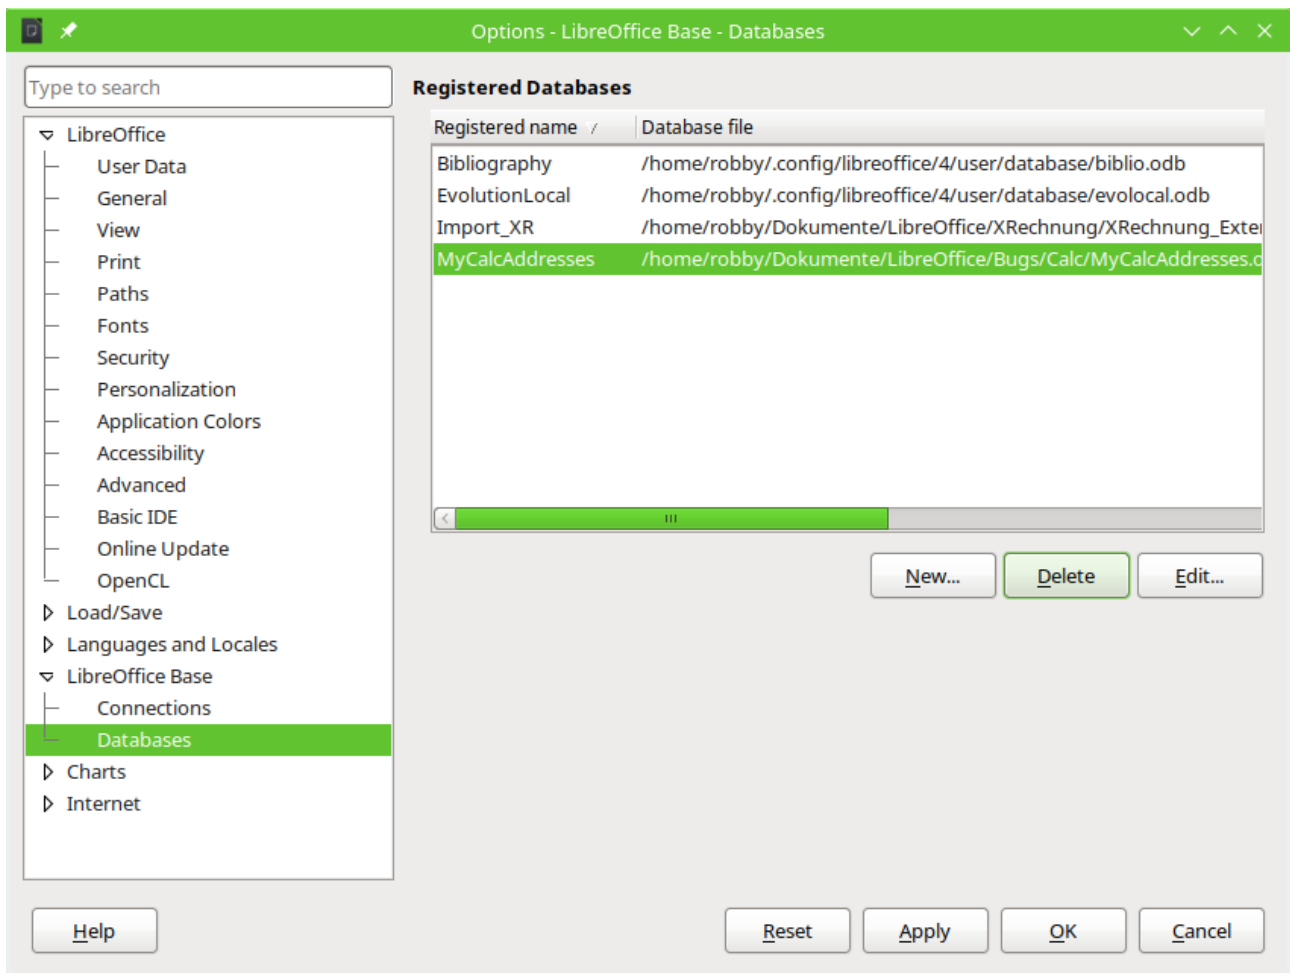 Options - LibreOffice Base - Databases
Type to search
LibreOffice
User Data
General
View
Print
Paths
Fonts
Security
Personalization
Application Colors
Accessibility
Advanced
Basic IDE
Online Update
OpenCL
Load/Save
Languages and Locales
LibreOffice Base
Connections
Databases
Charts
Internet
Registered Databases
Registered name Database file
Bibliography /home/robby/.config/libreoffice/4/user/database/biblio.odb
EvolutionLocal /home/robby/.config/libreoffice/4/user/database/evolocal.odb
Import_XR /home/robby/Dokumente/LibreOffice/XRechnung/XRechnung_Exter
MyCalcAddresses /home/robby/Dokumente/LibreOffice/Bugs/Calc/MyCalcAddresses.o
New... Delete Edit...
Help Reset Apply OK Cancel